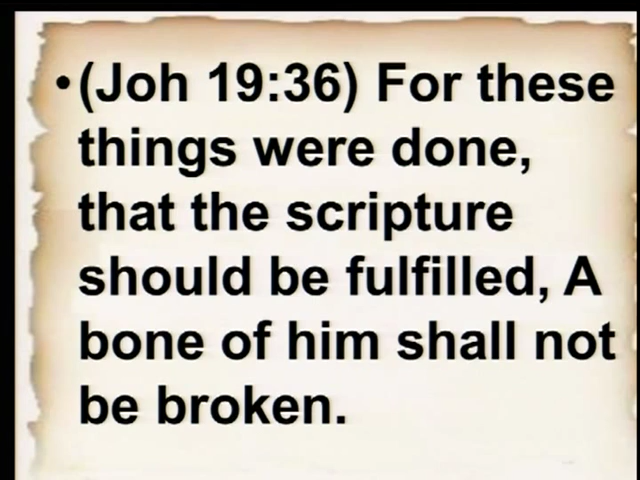 •(Joh 19:36) For these
things were done,
that the scripture
should be fulfilled, A
bone of him shall not
be broken.